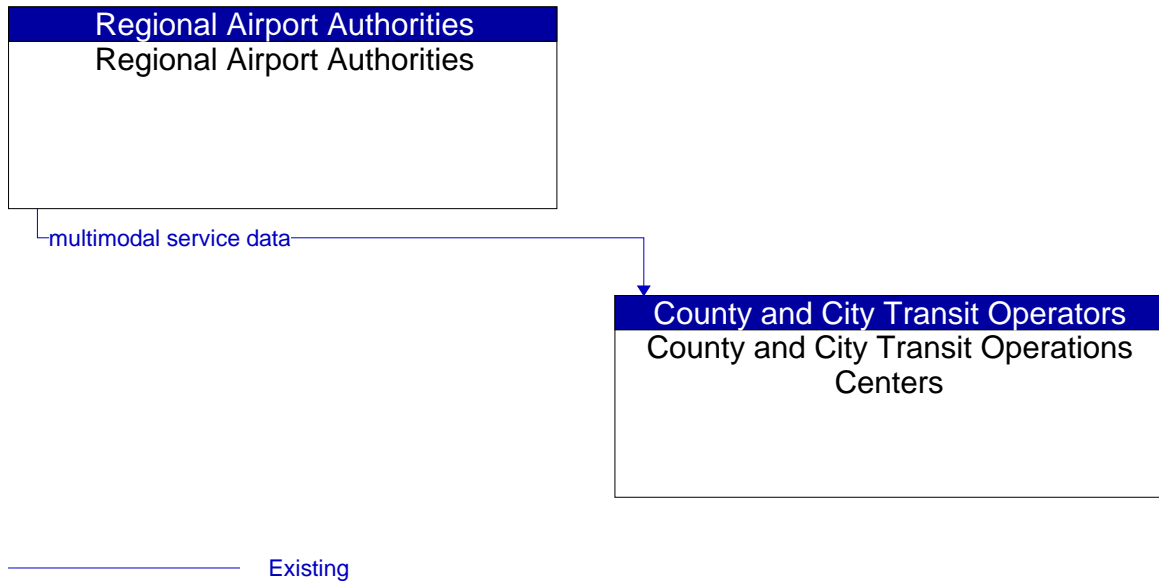 Regional Airport Authorities
Regional Airport Authorities
multimodal service data
County and City Transit Operators
County and City Transit Operations
Centers
Existing